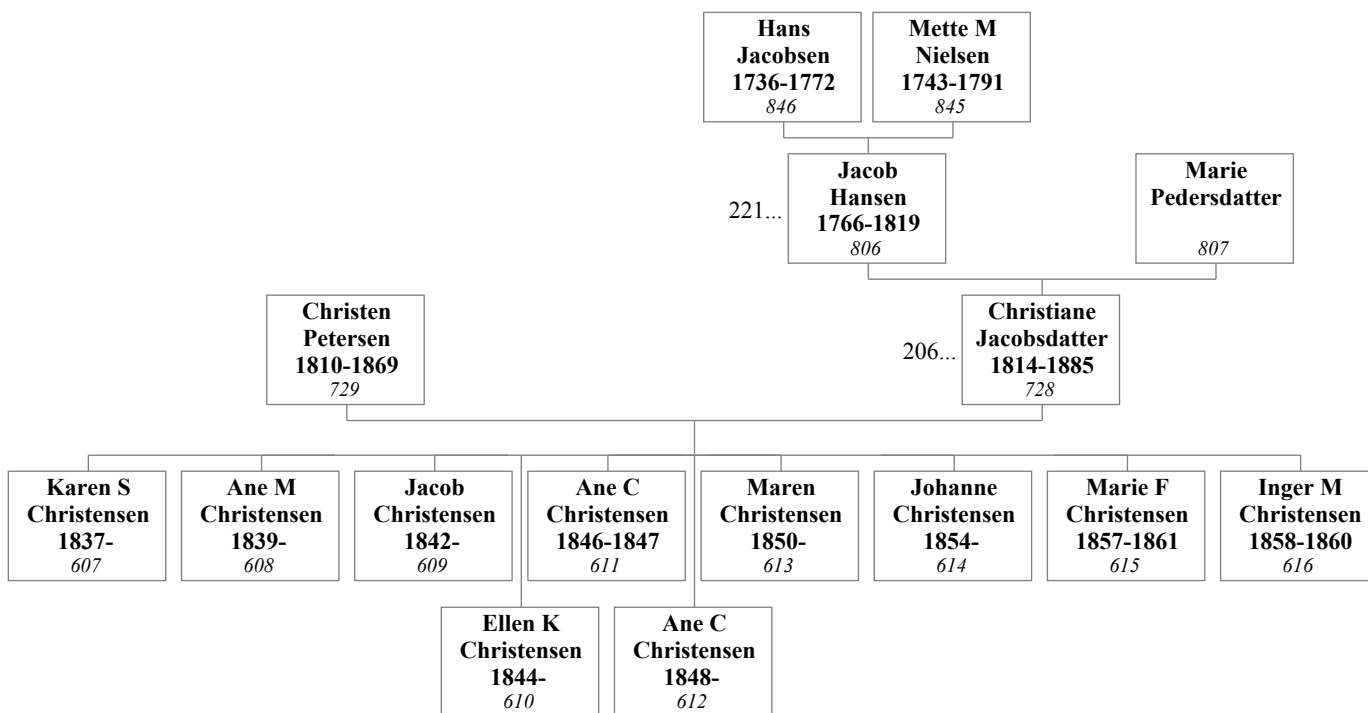 Hans
Jacobsen
1736-1772
846
Mette M
Nielsen
1743-1791
845
221...
Jacob
Hansen
1766-1819
806
Marie
Pedersdatter
807
Christen
Petersen
1810-1869
729
206...
Christiane
Jacobsdatter
1814-1885
728
Karen S
Christensen
1837-
607
Ane M
Christensen
1839-
608
Jacob
Christensen
1842-
609
Ane C
Christensen
1846-1847
611
Maren
Christensen
1850-
613
Johanne
Christensen
1854-
614
Marie F
Christensen
1857-1861
615
Inger M
Christensen
1858-1860
616
Ellen K
Christensen
1844-
610
Ane C
Christensen
1848-
612